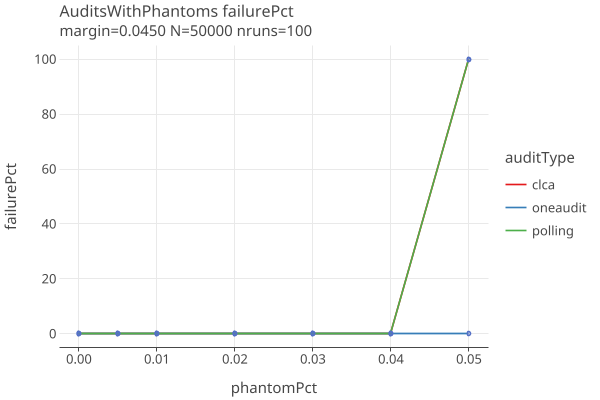 AuditsWithPhantoms failurePct
margin=0.0450 N=50000 nruns=100
failurePct
100
80
60
40
20
0
0.00 0.01 0.02 0.03 0.04 0.05
phantomPct
auditType
clca
oneaudit
polling